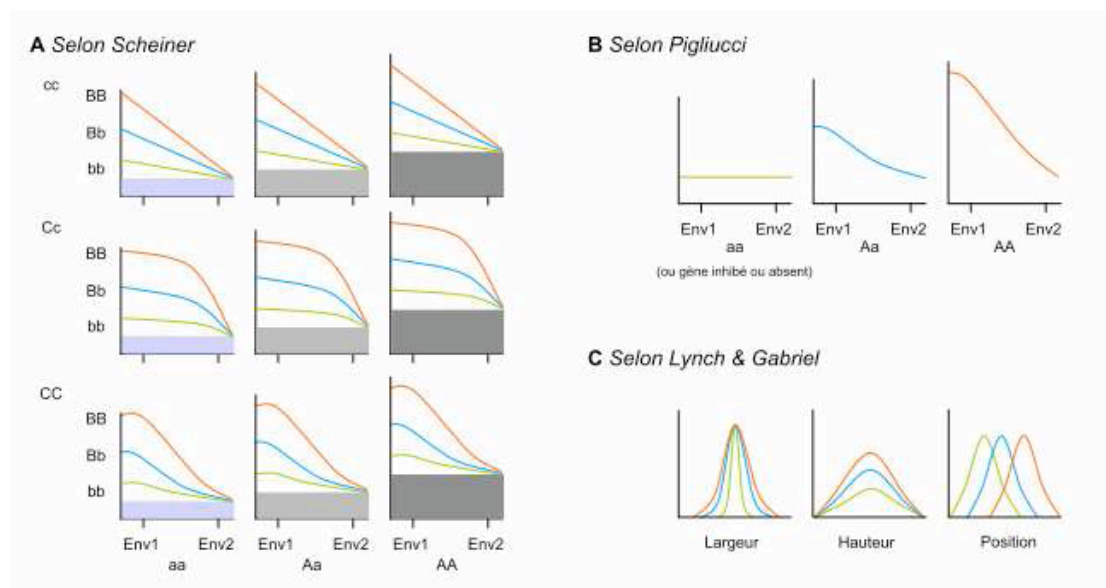 A Selon Scheiner
cc
BB
Bb
bb
Cc
BB
Bb
bb
CC
BB
Bb
bb
Env1 Env2
aa
Env1 Env2
Aa
Env1 Env2
AA
B Selon Pigliucci
Env1 Env2
aa
(ou gène inhibé ou absent)
Env1 Env2
Aa
Env1 Env2
AA
C Selon Lynch & Gabriel
Largeur
Hauteur
Position